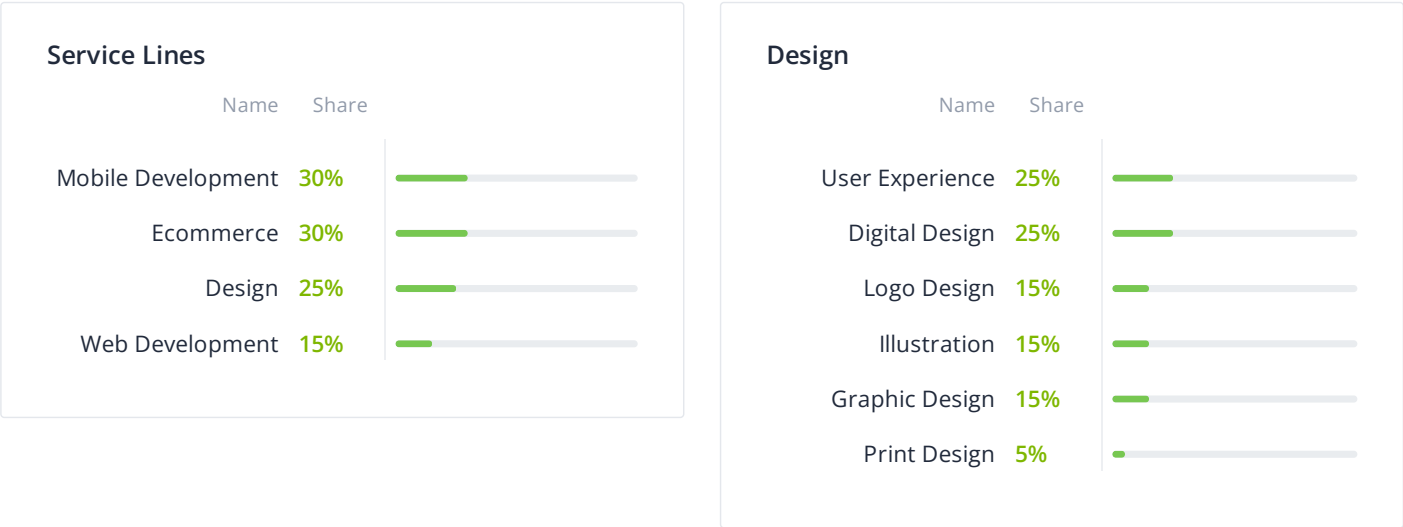 Service Lines
Name Share
Mobile Development 30%
Ecommerce 30%
Design 25%
Web Development 15%
Design
Name Share
User Experience 25%
Digital Design 25%
Logo Design 15%
Illustration 15%
Graphic Design 15%
Print Design 5%